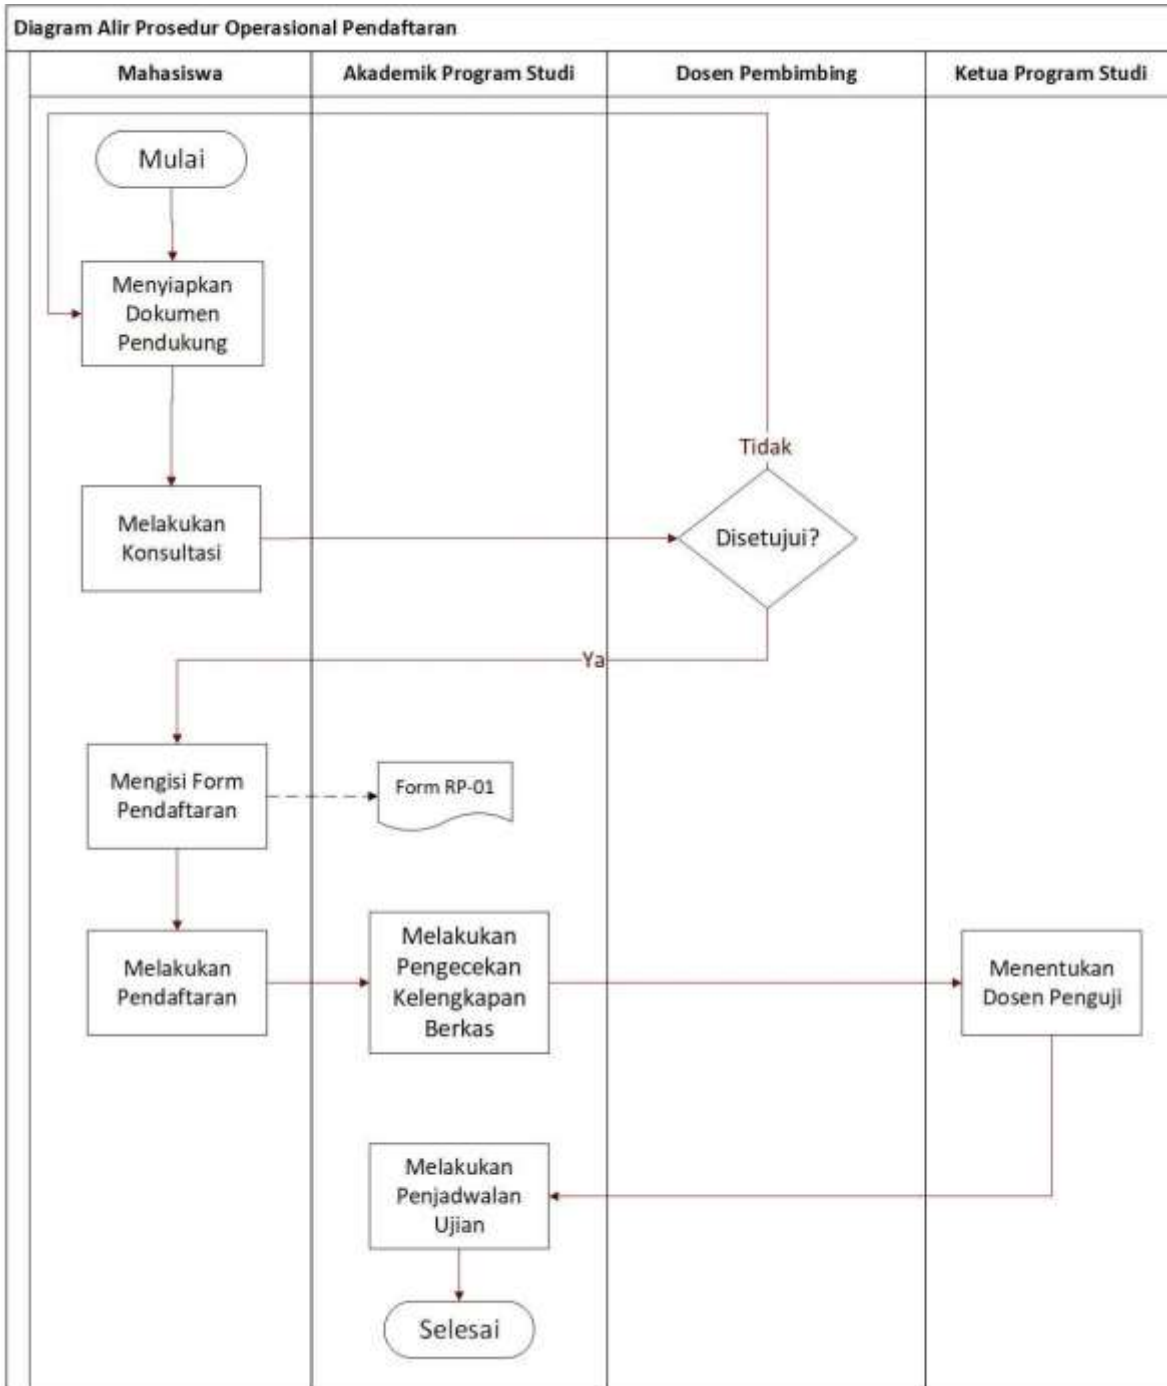 Diagram Alir Prosedur Operasional Pendaftaran
Mahasiswa
Akademik Program Studi
Dosen Pembimbing
Ketua Program Studi
Mulai
Menyiapkan
Dokumen
Pendukung
Tidak
Melakukan
Konsultasi
Disetujui?
Ya
Mengisi Form
Pendaftaran
Form RP-01
Melakukan
Pendaftaran
Melakukan
Pengecekan
Kelengkapan
Berkas
Menentukan
Dosen Penguji
Melakukan
Penjadwalan
Ujian
Selesai